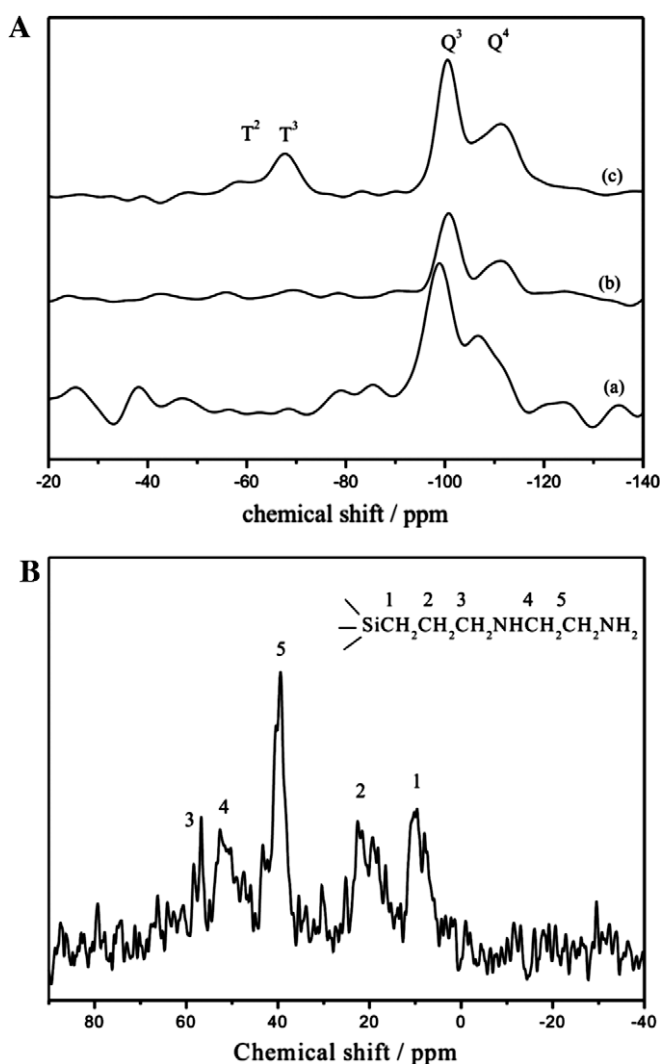 A
Q³ Q⁴
T² T³
(c)
(b)
(a)
-20 -40 -60 -80 -100 -120 -140
chemical shift / ppm
B
1 2 3 4 5
SiCH₂CH₂CH₂NHCH₂CH₂NH₂
5
3 4 2 1
80 60 40 20 0 -20 -40
Chemical shift / ppm